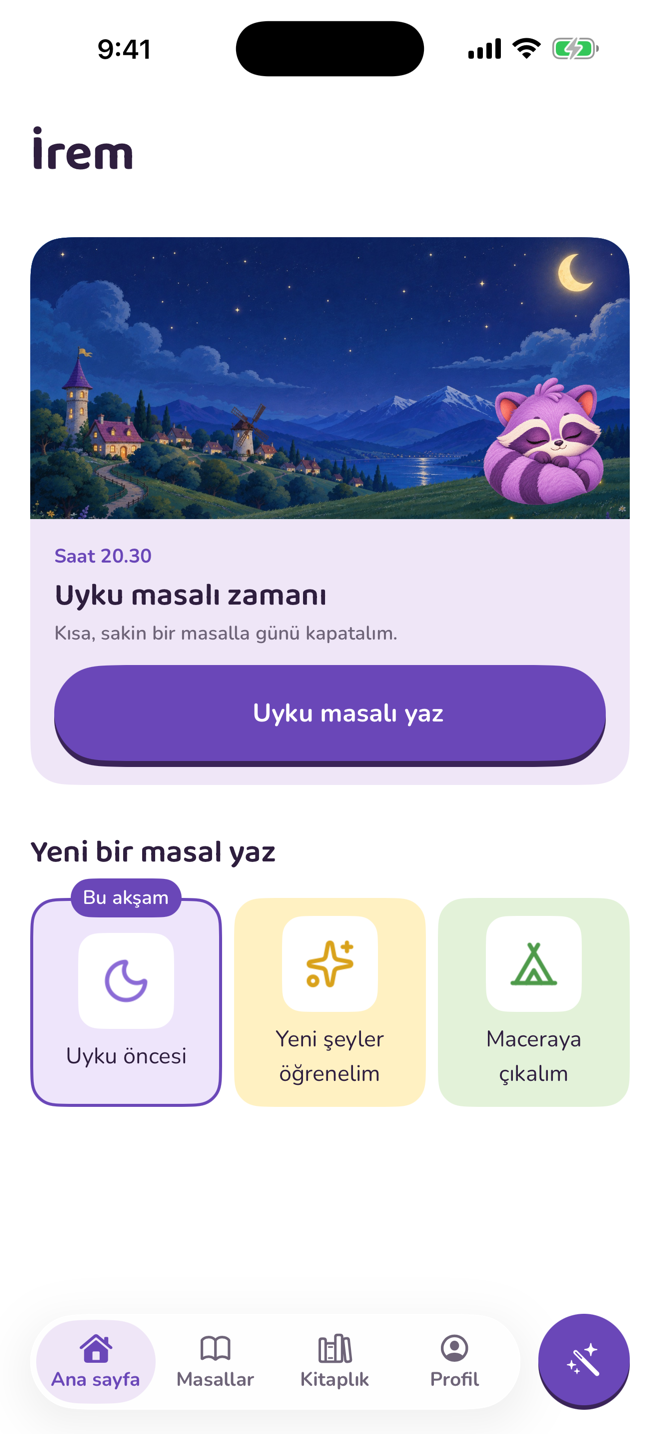 9:41
İrem
Saat 20.30
Uyku masalı zamanı
Kısa, sakin bir masalla günü kapatalım.
Uyku masalı yaz
Yeni bir masal yaz
Bu akşam
Uyku öncesi
Yeni şeyler
öğrenelim
Maceraya
çıkalım
Ana sayfa
Masallar
Kitaplık
Profil